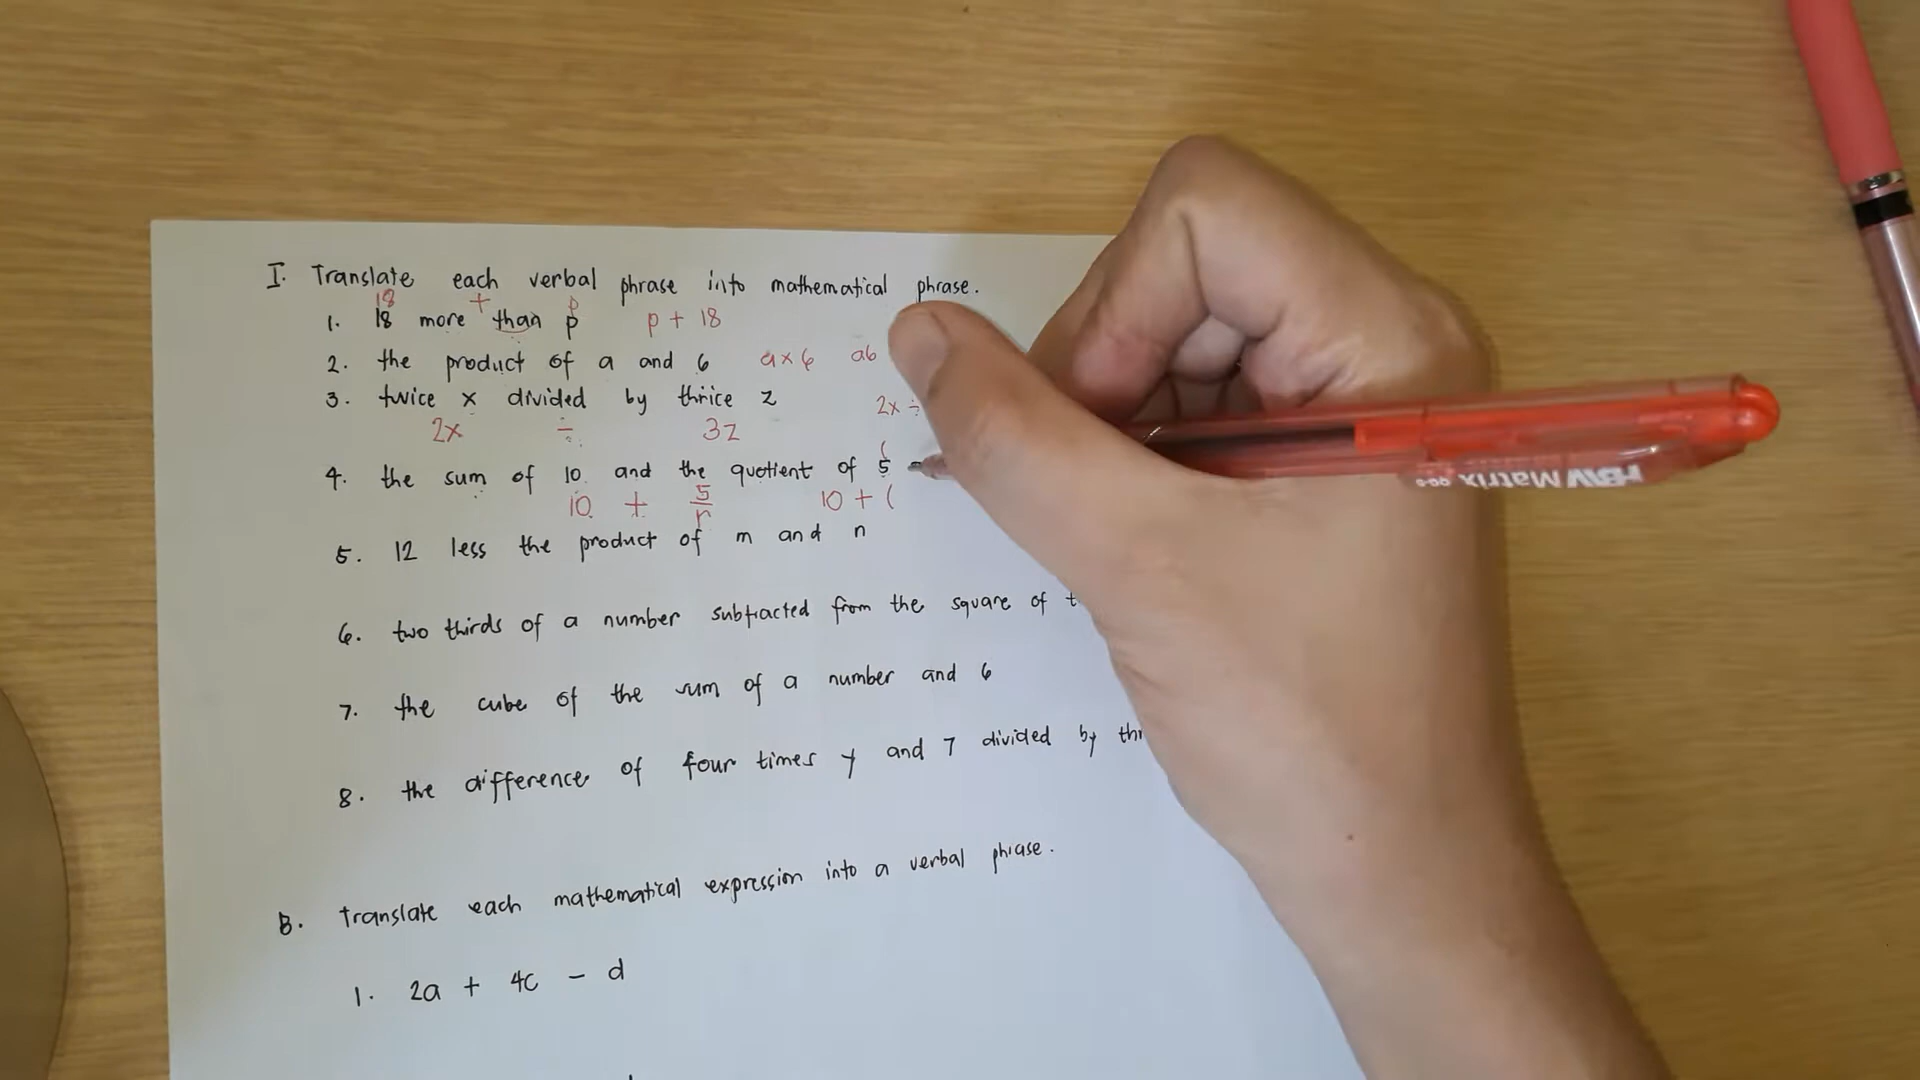 I. Translate each verbal phrase into mathematical phrase.
18 + p
1. 18 more than p p + 18
2. the product of a and 6 a × 6 ab
3. twice x divided by thrice z 2x ÷
2x ÷ 3z
4. the sum of 10 and the quotient of 5
10 + 5/r 10 + (
5. 12 less the product of m and n
6. two thirds of a number subtracted from the square of
7. the cube of the sum of a number and 6
8. the difference of four times y and 7 divided by
B. Translate each mathematical expression into a verbal phrase.
1. 2a + 4c - d
Matrix